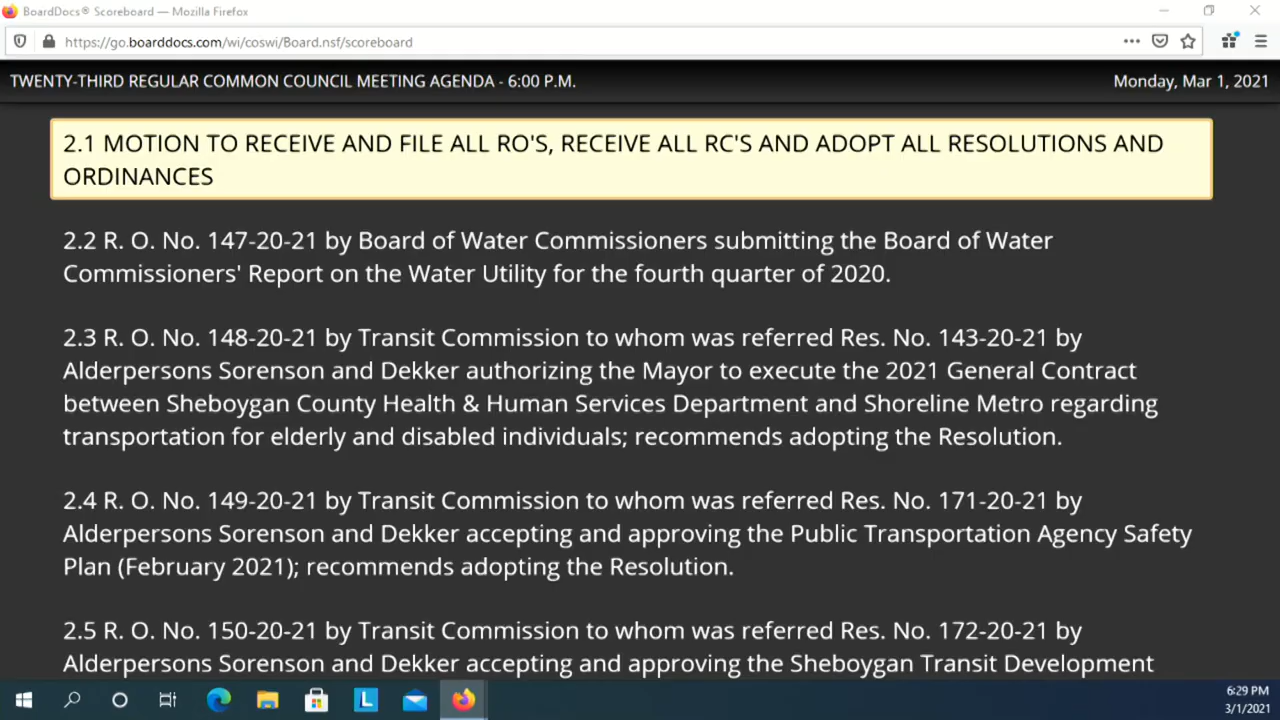 BoardDocs® Scoreboard — Mozilla Firefox
https://go.boarddocs.com/wi/coswi/Board.nsf/scoreboard
TWENTY-THIRD REGULAR COMMON COUNCIL MEETING AGENDA - 6:00 P.M.
Monday, Mar 1, 2021
2.1 MOTION TO RECEIVE AND FILE ALL RO'S, RECEIVE ALL RC'S AND ADOPT ALL RESOLUTIONS AND
ORDINANCES
2.2 R. O. No. 147-20-21 by Board of Water Commissioners submitting the Board of Water
Commissioners' Report on the Water Utility for the fourth quarter of 2020.
2.3 R. O. No. 148-20-21 by Transit Commission to whom was referred Res. No. 143-20-21 by
Alderpersons Sorenson and Dekker authorizing the Mayor to execute the 2021 General Contract
between Sheboygan County Health & Human Services Department and Shoreline Metro regarding
transportation for elderly and disabled individuals; recommends adopting the Resolution.
2.4 R. O. No. 149-20-21 by Transit Commission to whom was referred Res. No. 171-20-21 by
Alderpersons Sorenson and Dekker accepting and approving the Public Transportation Agency Safety
Plan (February 2021); recommends adopting the Resolution.
2.5 R. O. No. 150-20-21 by Transit Commission to whom was referred Res. No. 172-20-21 by
Alderpersons Sorenson and Dekker accepting and approving the Sheboygan Transit Development
L
6:29 PM
3/1/2021